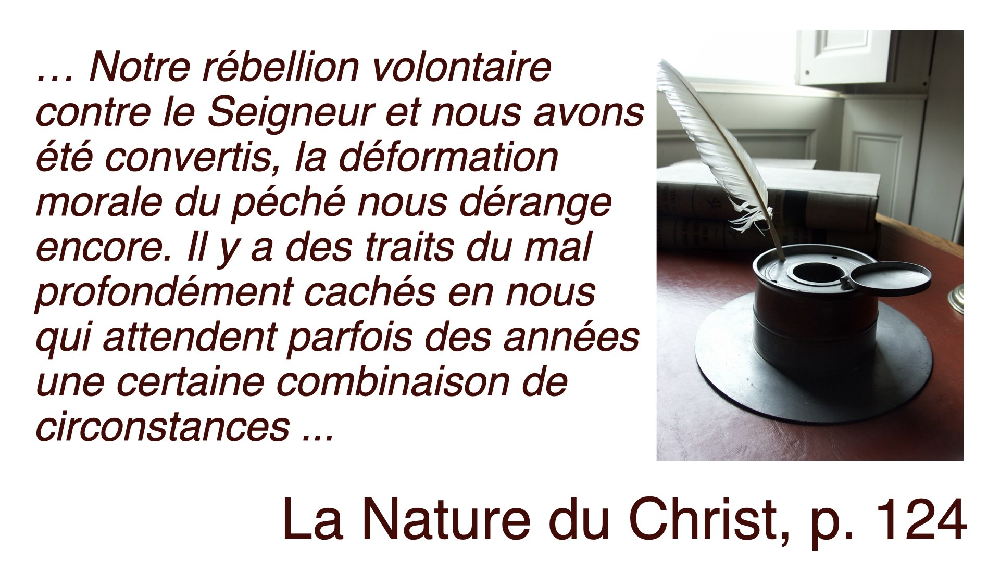 … Notre rébellion volontaire
contre le Seigneur et nous avons
été convertis, la déformation
morale du péché nous dérange
encore. Il y a des traits du mal
profondément cachés en nous
qui attendent parfois des années
une certaine combinaison de
circonstances ...
La Nature du Christ, p. 124